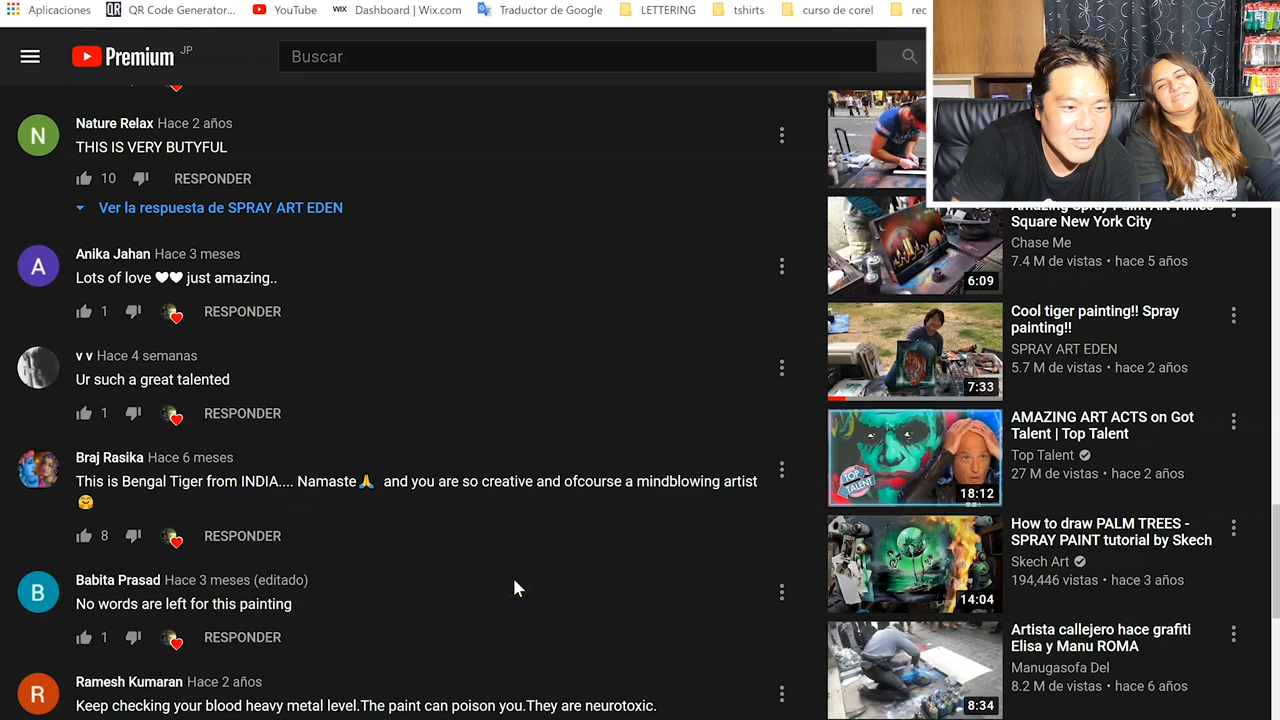 Aplicaciones QR QR Code Generator... YouTube WIX Dashboard | Wix.com Traductor de Google LETTERING tshirts curso de corel rec
Premium JP Buscar
Nature Relax Hace 2 años
THIS IS VERY BUTYFUL
10 RESPONDER
Ver la respuesta de SPRAY ART EDEN
Anika Jahan Hace 3 meses
Lots of love ♥♥ just amazing..
1 RESPONDER
v v Hace 4 semanas
Ur such a great talented
1 RESPONDER
Braj Rasika Hace 6 meses
This is Bengal Tiger from INDIA.... Namaste🙏 and you are so creative and ofcourse a mindblowing artist
🤗
8 RESPONDER
Babita Prasad Hace 3 meses (editado)
No words are left for this painting
1 RESPONDER
Ramesh Kumaran Hace 2 años
Keep checking your blood heavy metal level.The paint can poison you.They are neurotoxic.
N
A
B
R
Amazing Spray Paint ART Times
Square New York City
Chase Me
7.4 M de vistas • hace 5 años
6:09
Cool tiger painting!! Spray
painting!!
SPRAY ART EDEN
5.7 M de vistas • hace 2 años
7:33
AMAZING ART ACTS on Got
Talent | Top Talent
Top Talent
27 M de vistas • hace 2 años
TOP
TALENT
18:12
How to draw PALM TREES -
SPRAY PAINT tutorial by Skech
Skech Art
194,446 vistas • hace 3 años
14:04
Artista callejero hace grafiti
Elisa y Manu ROMA
Manugasofa Del
8.2 M de vistas • hace 6 años
8:34